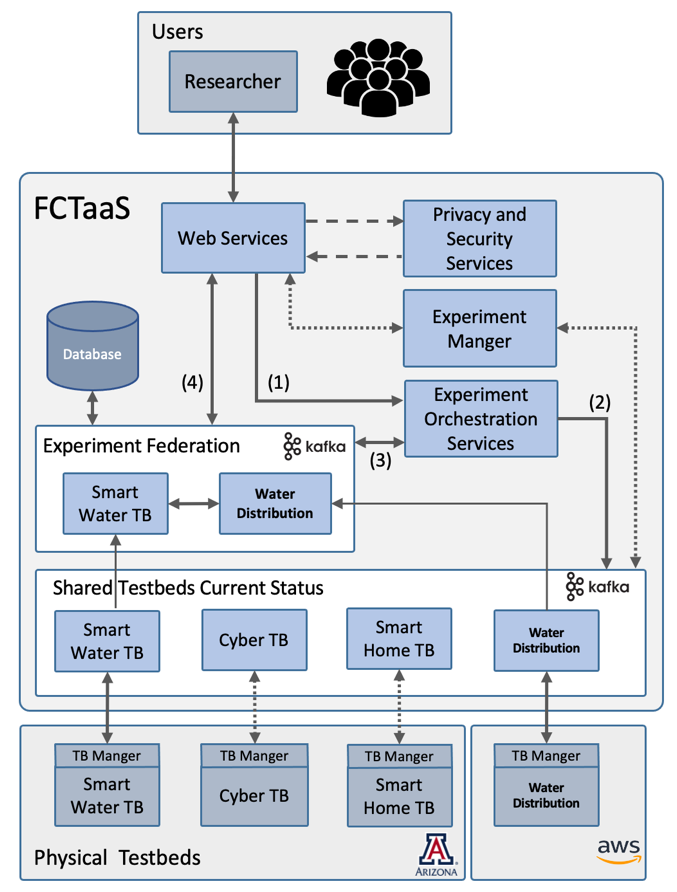 Users
Researcher
FCTaaS
Web Services
Privacy and
Security
Services
Experiment
Manger
Database
(4)
(1)
Experiment
Orchestration
Services
(2)
Experiment Federation
kafka
(3)
Smart
Water TB
Water
Distribution
Shared Testbeds Current Status
kafka
Smart
Water TB
Cyber TB
Smart
Home TB
Water
Distribution
TB Manger
Smart
Water TB
TB Manger
Cyber TB
TB Manger
Smart
Home TB
TB Manger
Water
Distribution
Physical Testbeds
A
ARIZONA
aws